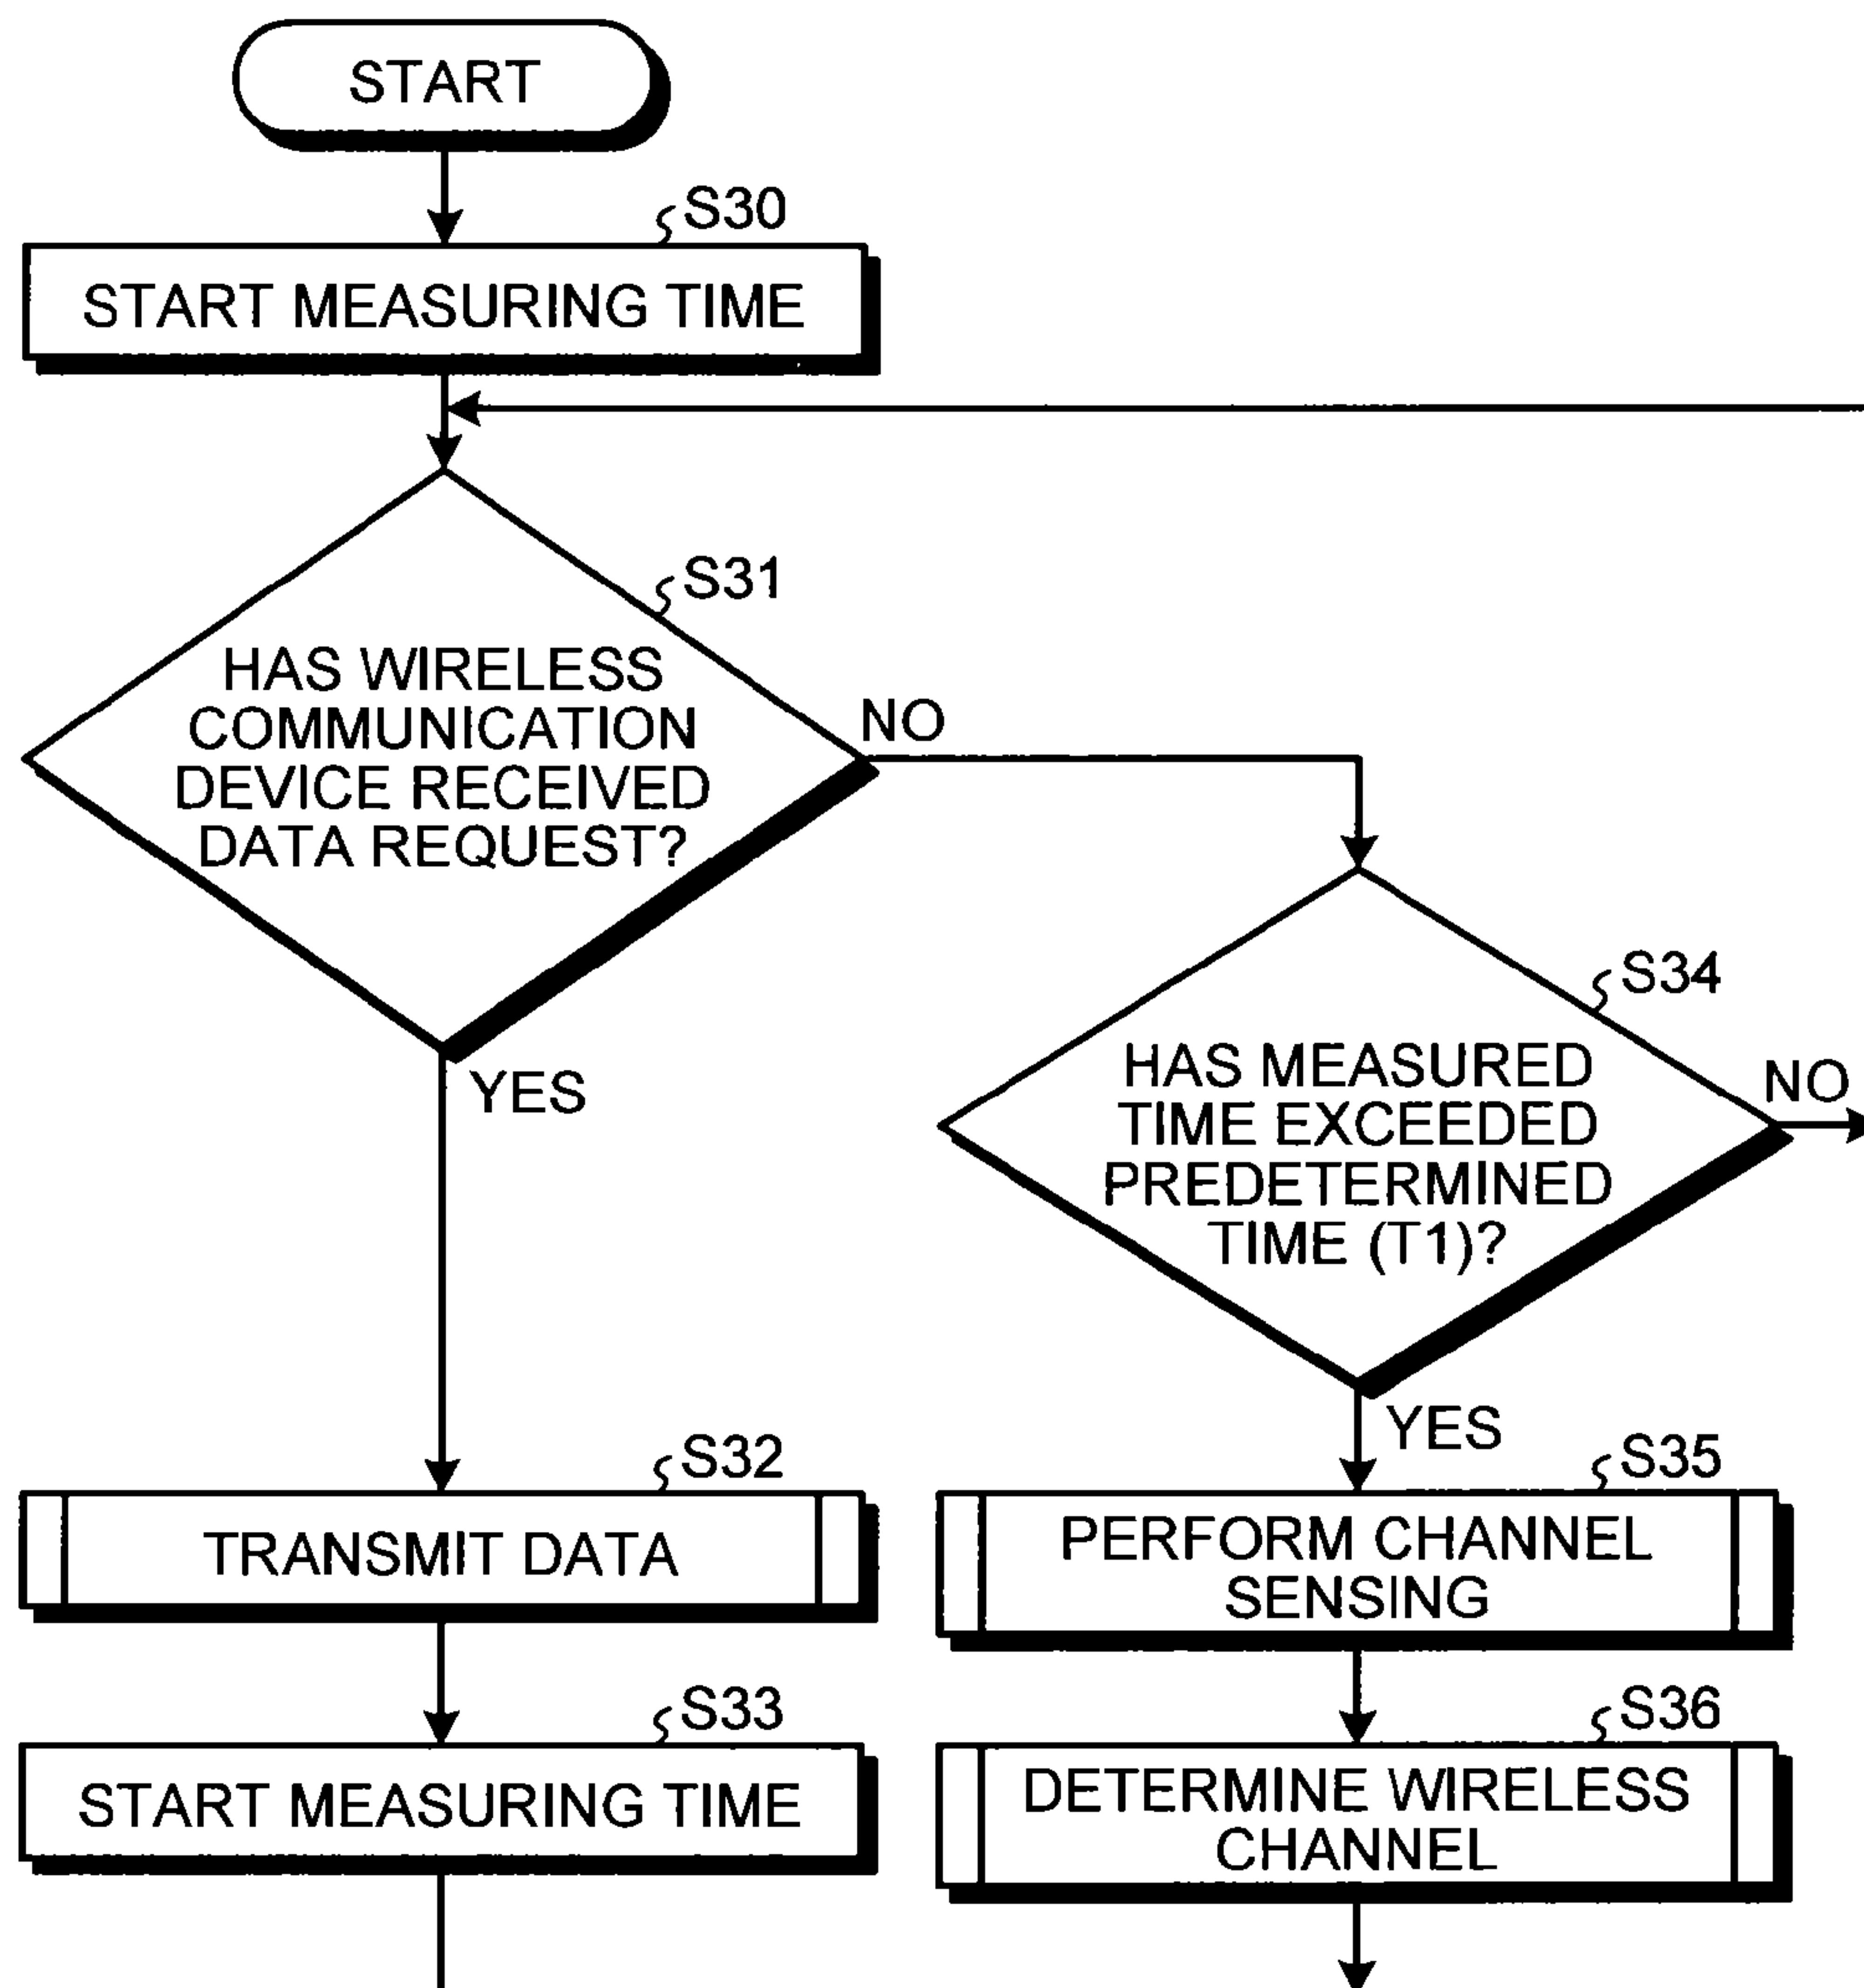 START
S30
START MEASURING TIME
S31
HAS WIRELESS
COMMUNICATION
DEVICE RECEIVED
DATA REQUEST?
NO
YES
S34
HAS MEASURED
TIME EXCEEDED
PREDETERMINED
TIME (T1)?
NO
YES
S32
TRANSMIT DATA
S35
PERFORM CHANNEL
SENSING
S33
START MEASURING TIME
S36
DETERMINE WIRELESS
CHANNEL